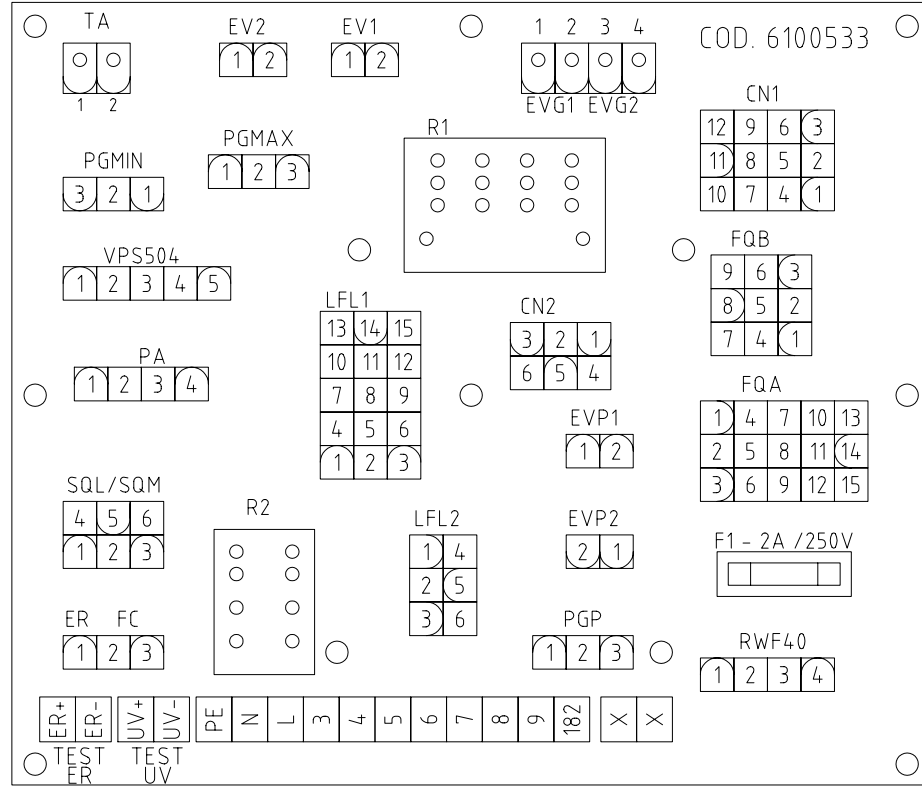 TA
1 2
EV2
1 2
EV1
1 2
1 2 3 4
EVG1 EVG2
COD. 6100533
CN1
12 9 6 3
11 8 5 2
10 7 4 1
PGMIN
3 2 1
PGMAX
1 2 3
R1
VPS504
1 2 3 4 5
FQB
9 6 3
8 5 2
7 4 1
LFL1
13 14 15
10 11 12
7 8 9
4 5 6
1 2 3
CN2
3 2 1
6 5 4
PA
1 2 3 4
FQA
1 4 7 10 13
2 5 8 11 14
3 6 9 12 15
EVP1
1 2
SQL/SQM
4 5 6
1 2 3
R2
LFL2
1 4
2 5
3 6
EVP2
2 1
F1 - 2A /250V
ER FC
1 2 3
PGP
1 2 3
RWF40
1 2 3 4
ER+ ER- UV+ UV- PE N L 3 4 5 6 7 8 9 182 X X
TEST ER
TEST UV